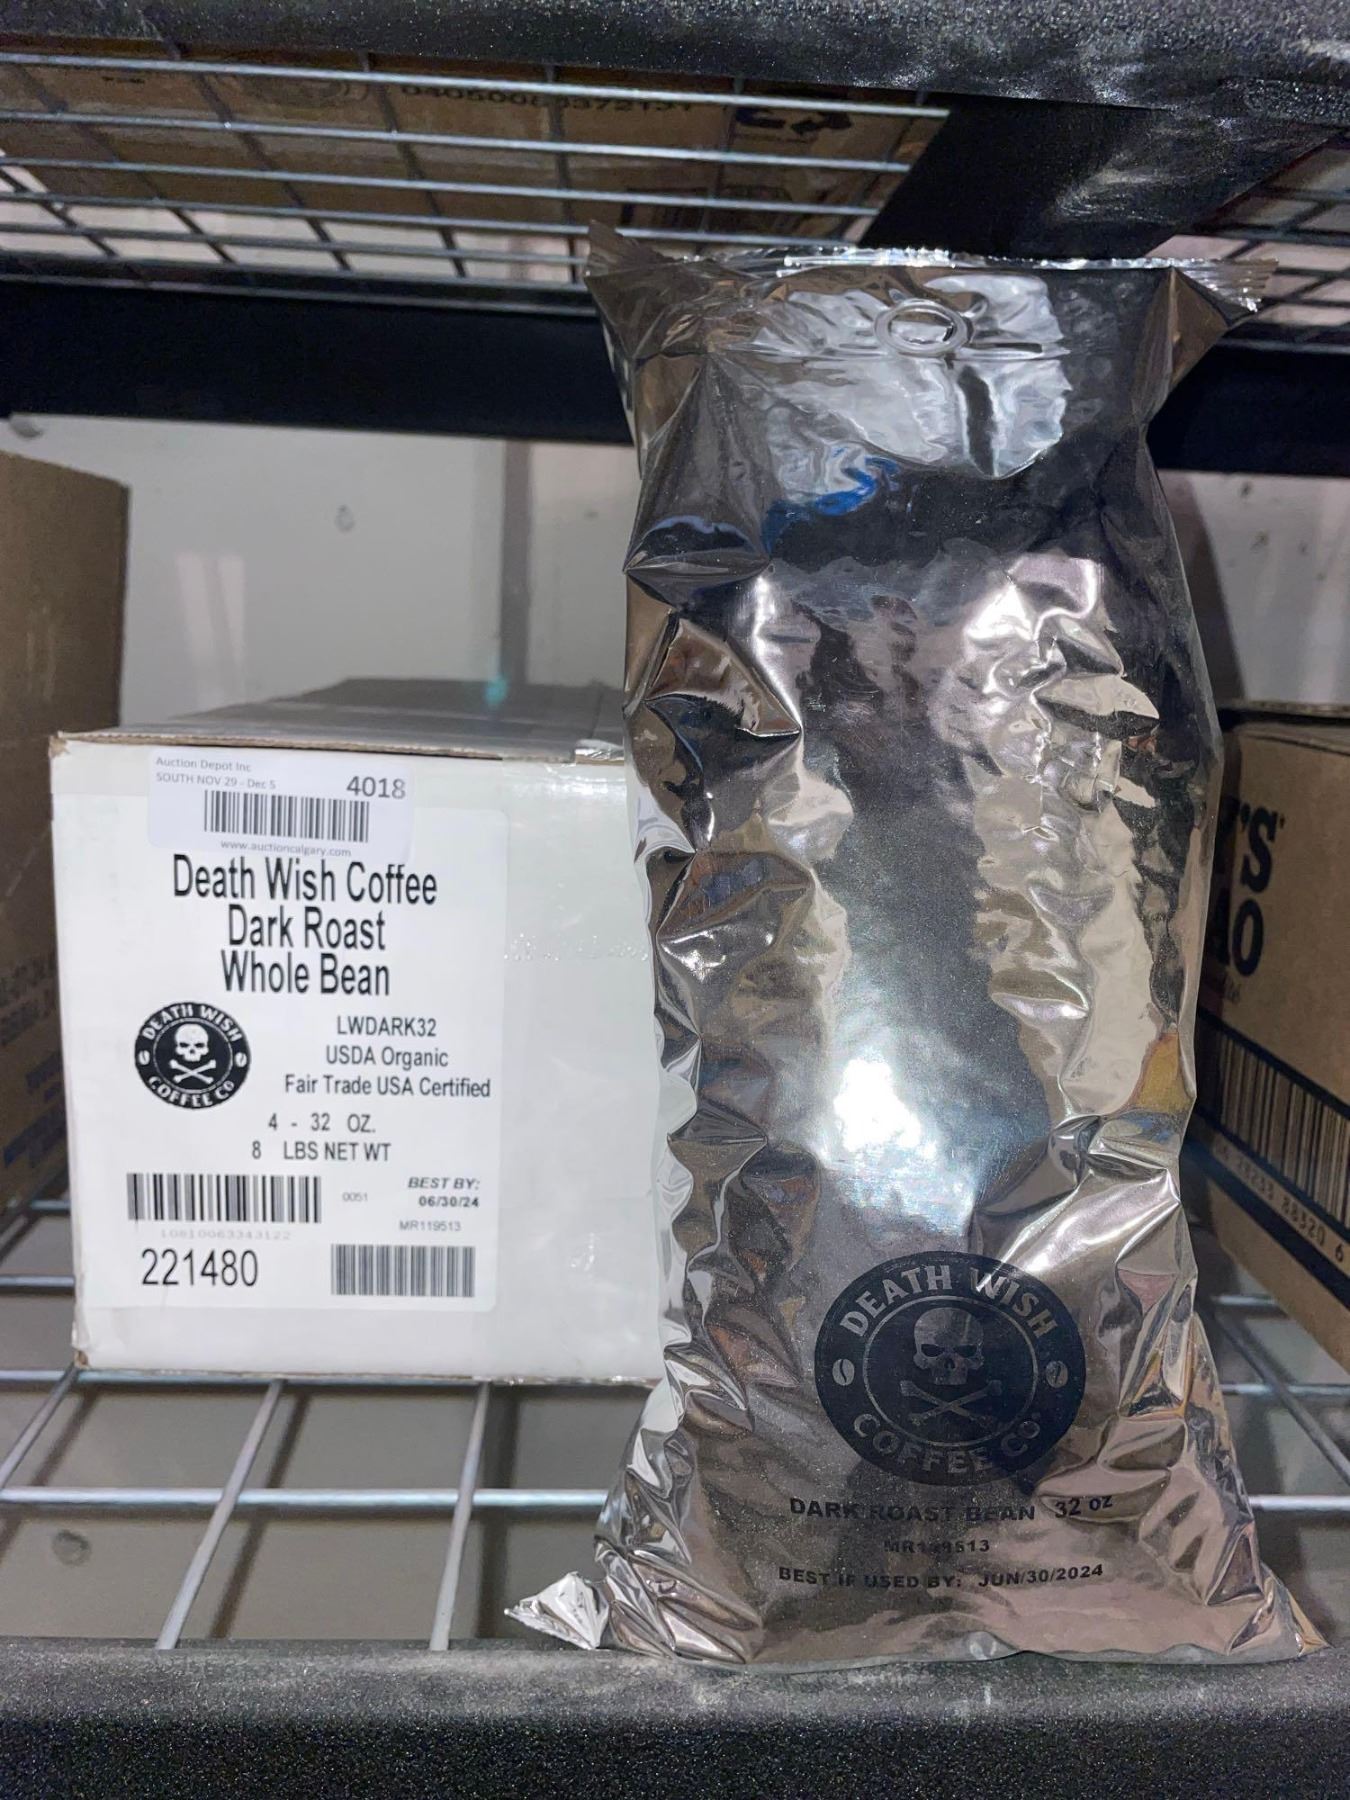 Auction Depot Inc
SOUTH NOV 29 - Dec 5
4018
www.auctioncalgary.com
Death Wish Coffee
Dark Roast
Whole Bean
DEATH WISH
COFFEE CO
LWDARK32
USDA Organic
Fair Trade USA Certified
4 - 32 OZ.
8 LBS NET WT
BEST BY:
06/30/24
0051
MR119513
10810063343122
221480
DEATH WISH
COFFEE CO
DARK ROAST BEAN 32 OZ
MR119513
BEST IF USED BY: JUN/30/2024
'S